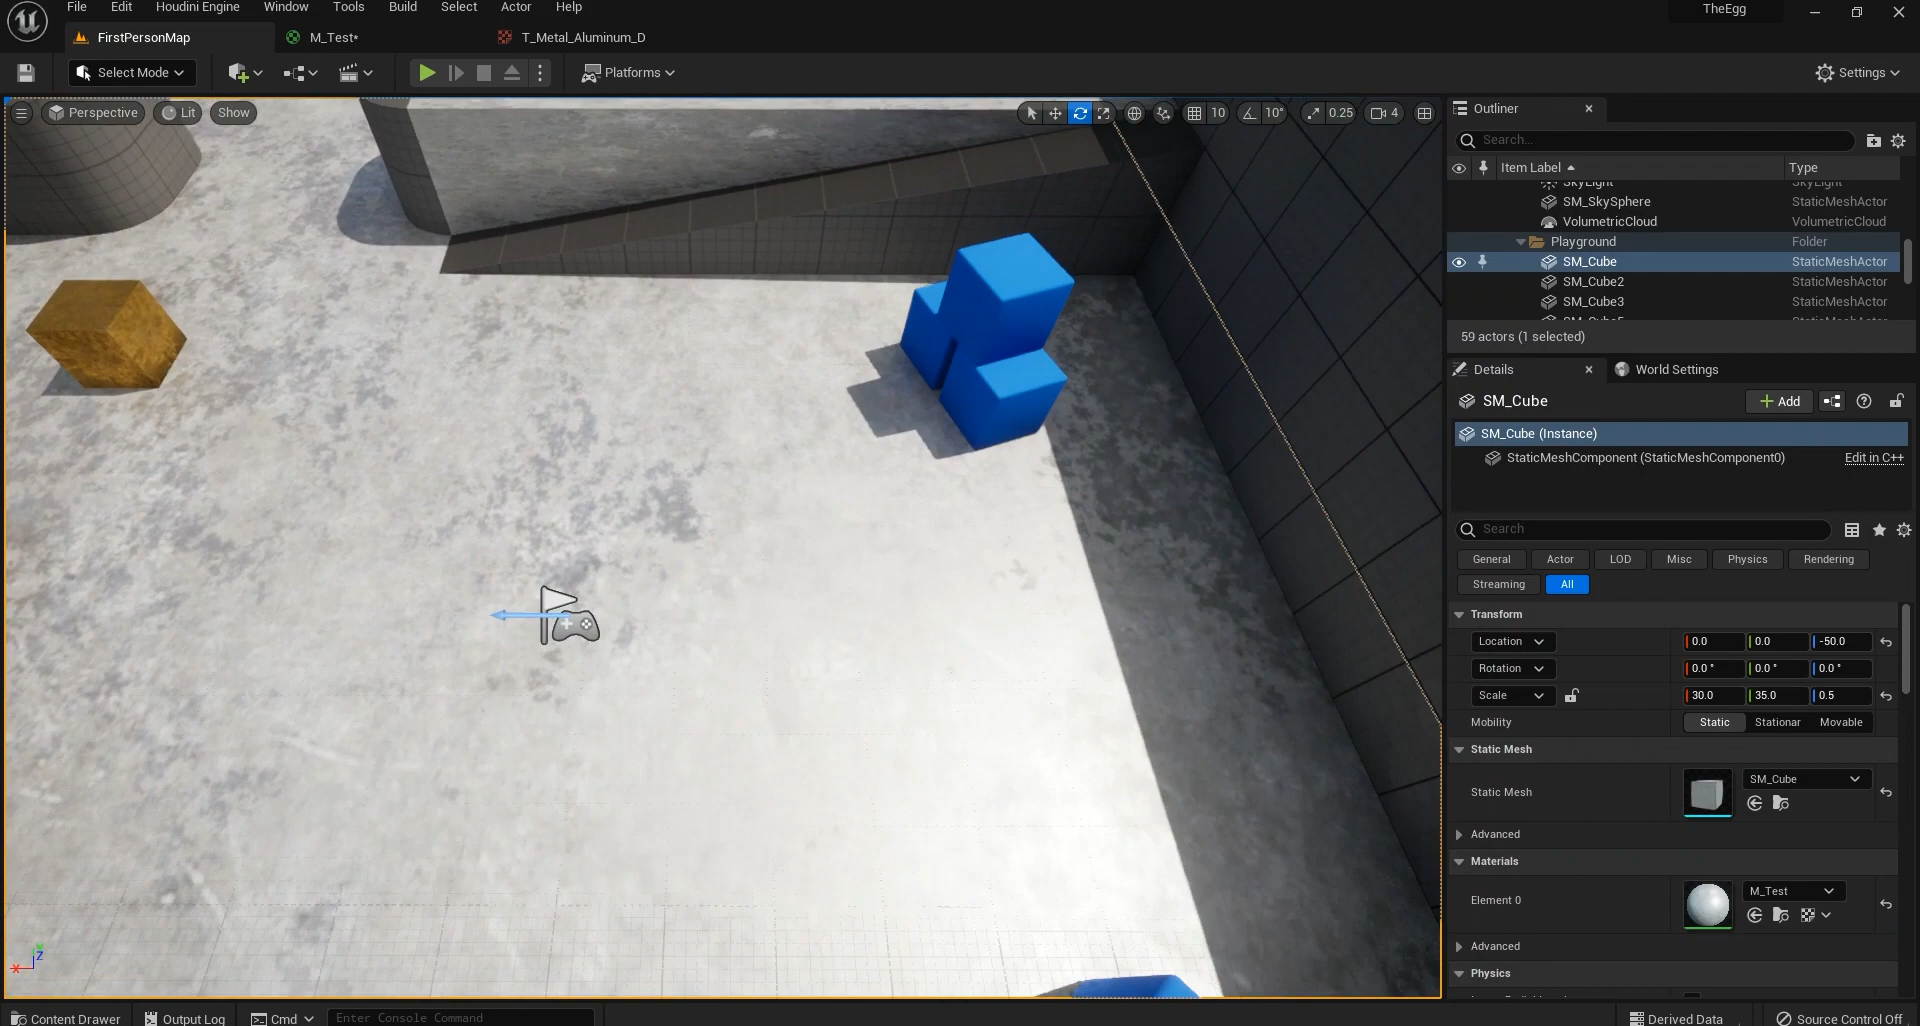 File Edit Houdini Engine Window Tools Build Select Actor Help TheEgg
FirstPersonMap M_Test* T_Metal_Aluminum_D
Select Mode Platforms Settings
Perspective Lit Show 10 10° 0.25 4
Outliner
Search...
Item Label Type
SkyLight SkyLight
SM_SkySphere StaticMeshActor
VolumetricCloud VolumetricCloud
Playground Folder
SM_Cube StaticMeshActor
SM_Cube2 StaticMeshActor
SM_Cube3 StaticMeshActor
SM_Cube5 StaticMeshActor
59 actors (1 selected)
Details World Settings
SM_Cube Add
SM_Cube (Instance)
StaticMeshComponent (StaticMeshComponent0) Edit in C++
Search
General Actor LOD Misc Physics Rendering
Streaming All
Transform
Location 0.0 0.0 -50.0
Rotation 0.0 ° 0.0 ° 0.0 °
Scale 30.0 35.0 0.5
Mobility Static Stationar Movable
Static Mesh
Static Mesh SM_Cube
Advanced
Materials
Element 0 M_Test
Advanced
Physics
X Z
Content Drawer Output Log Cmd Enter Console Command Derived Data Source Control Off